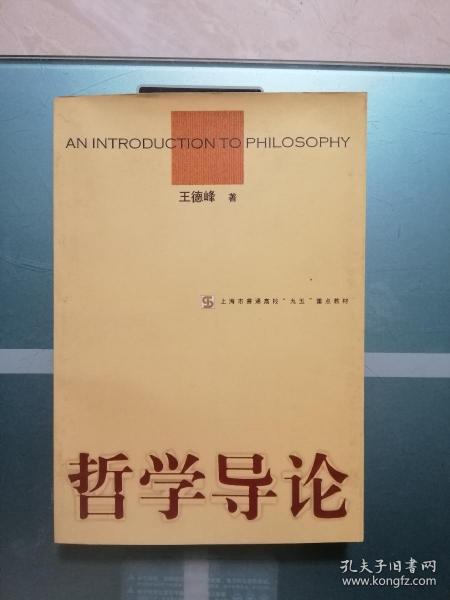 AN INTRODUCTION TO PHILOSOPHY
王德峰 著
上海市普通高校“九五”重点教材
哲学导论
孔夫子旧书网
www.kongfz.com